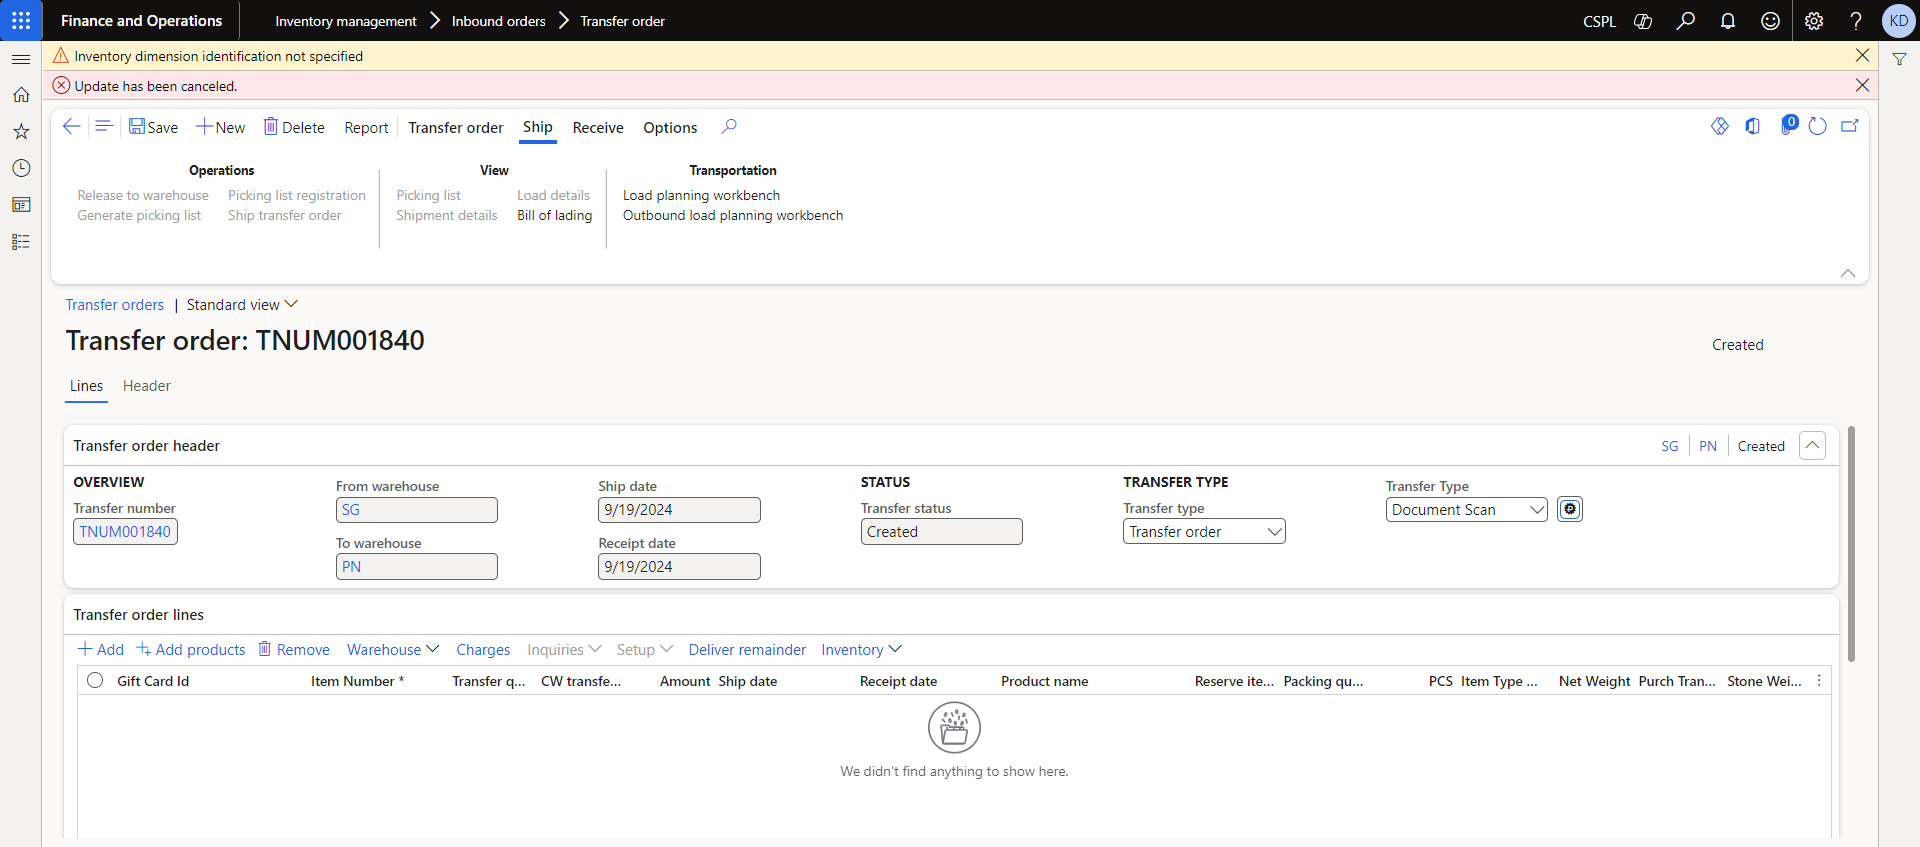 Finance and Operations
Inventory management
Inbound orders
Transfer order
CSPL
KD
Inventory dimension identification not specified
Update has been canceled.
Save
New
Delete
Report
Transfer order
Ship
Receive
Options
0
Operations
View
Transportation
Release to warehouse
Picking list registration
Picking list
Load details
Load planning workbench
Generate picking list
Ship transfer order
Shipment details
Bill of lading
Outbound load planning workbench
Transfer orders | Standard view
Transfer order: TNUM001840
Created
Lines
Header
Transfer order header
SG
PN
Created
OVERVIEW
Transfer number
TNUM001840
From warehouse
SG
To warehouse
PN
Ship date
9/19/2024
Receipt date
9/19/2024
STATUS
Transfer status
Created
TRANSFER TYPE
Transfer type
Transfer order
Transfer Type
Document Scan
Transfer order lines
Add
Add products
Remove
Warehouse
Charges
Inquiries
Setup
Deliver remainder
Inventory
Gift Card Id
Item Number *
Transfer q...
CW transfe...
Amount
Ship date
Receipt date
Product name
Reserve ite...
Packing qu...
PCS
Item Type ...
Net Weight
Purch Tran...
Stone Wei...
We didn't find anything to show here.